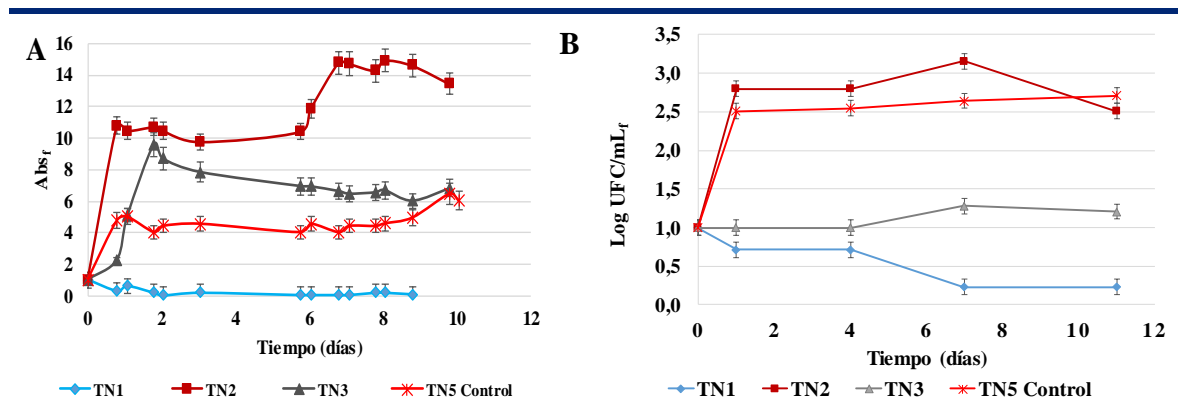 A
16
14
12
10
8
6
4
2
0
Abs_f
0 2 4 6 8 10 12
Tiempo (días)
TN1 TN2 TN3 TN5 Control
B
3,5
3,0
2,5
2,0
1,5
1,0
0,5
0,0
Log UFC/mL_f
0 2 4 6 8 10 12
Tiempo (días)
TN1 TN2 TN3 TN5 Control